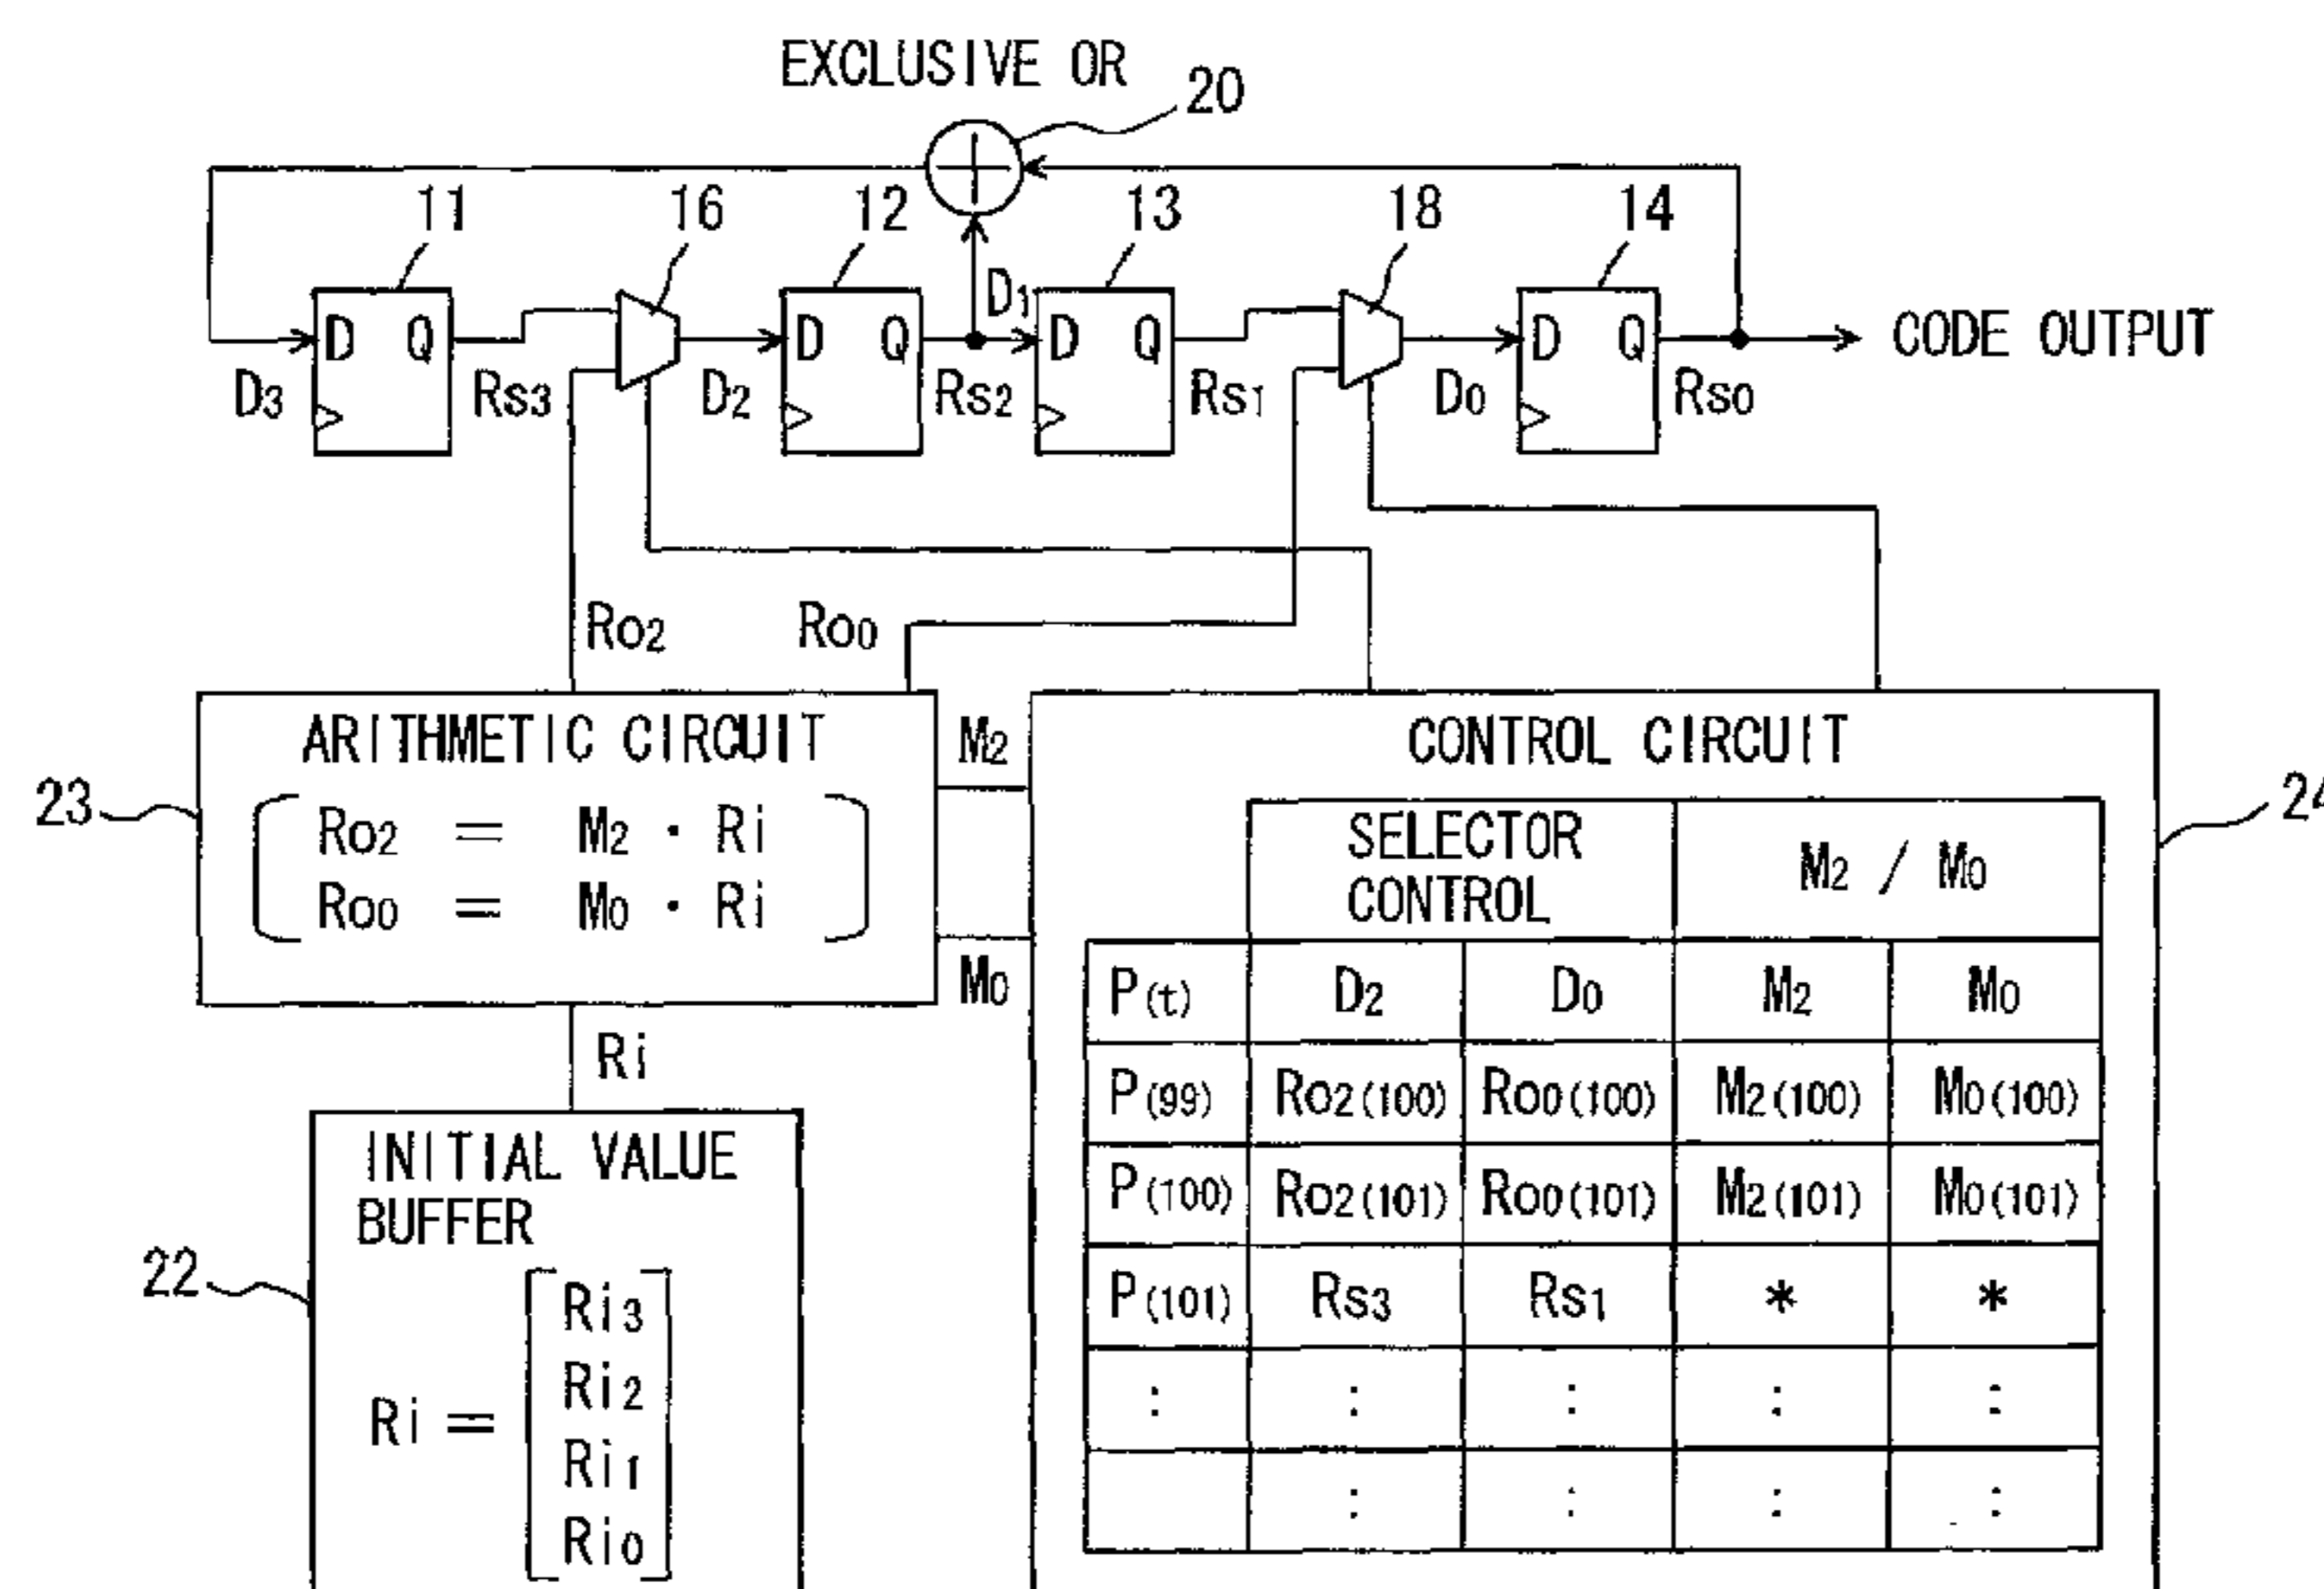 EXCLUSIVE OR
20
11
16
12
13
18
14
D Q
D Q
D1
D Q
D Q
CODE OUTPUT
D3
Rs3
D2
Rs2
Rs1
D0
Rs0
Ro2
Ro0
ARITHMETIC CIRCUIT
23
Ro2 = M2 · Ri
Ro0 = M0 · Ri
M2
M0
Ri
INITIAL VALUE
BUFFER
22
Ri =
Ri3
Ri2
Ri1
Ri0
CONTROL CIRCUIT
24
SELECTOR
CONTROL
M2 / M0
P(t) D2 D0 M2 M0
P(99) Ro2(100) Ro0(100) M2(100) M0(100)
P(100) Ro2(101) Ro0(101) M2(101) M0(101)
P(101) Rs3 Rs1 * *
: : : : :
: : : :